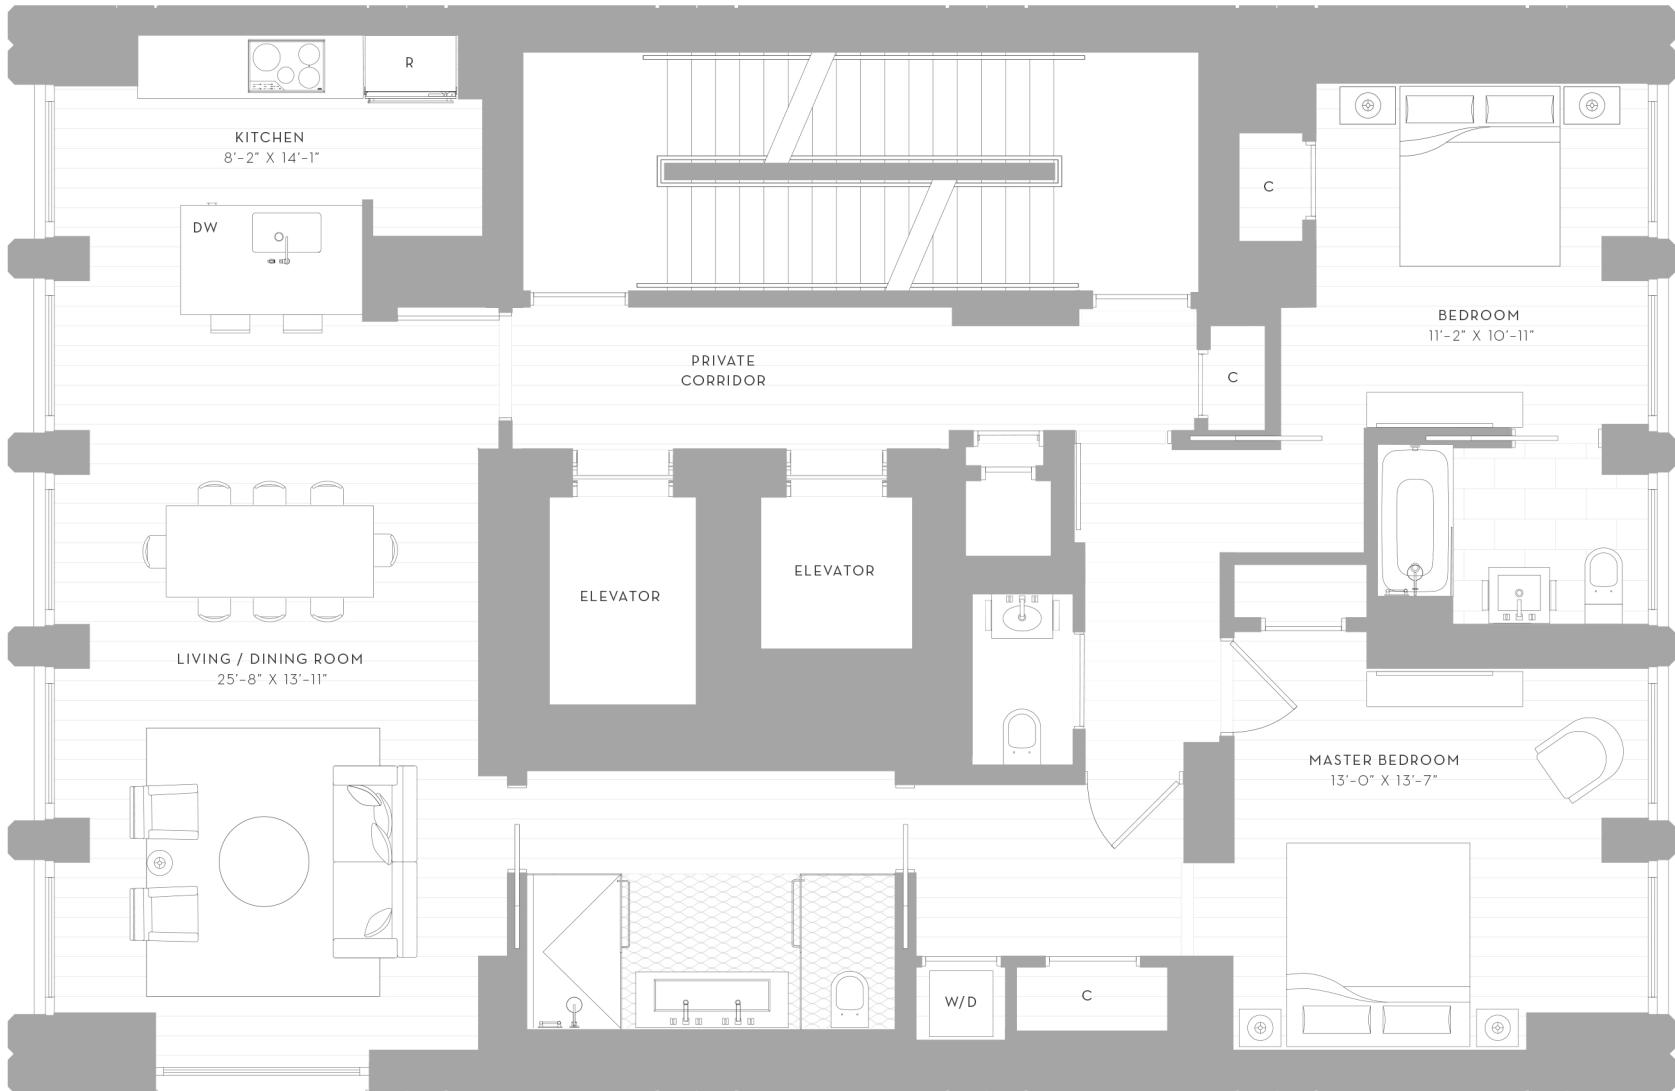 R
KITCHEN
8'-2" X 14'-1"
DW
C
BEDROOM
11'-2" X 10'-11"
PRIVATE
CORRIDOR
C
ELEVATOR
ELEVATOR
LIVING / DINING ROOM
25'-8" X 13'-11"
MASTER BEDROOM
13'-0" X 13'-7"
W/D
C